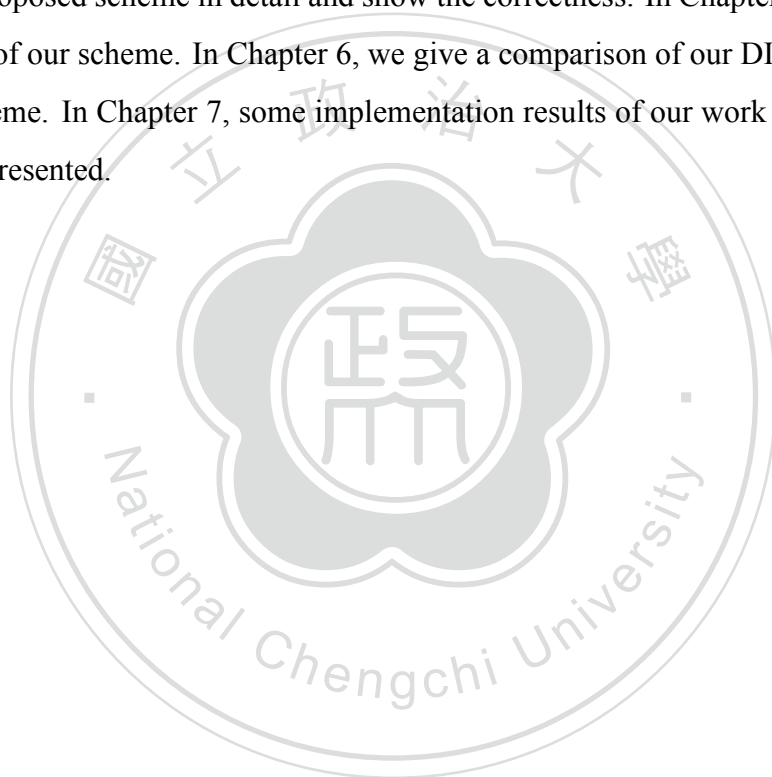 oposed scheme in detail and show the correctness. In Chapter
of our scheme. In Chapter 6, we give a comparison of our DI
eme. In Chapter 7, some implementation results of our work
resented.
國立政治大學
政
National Chengchi University